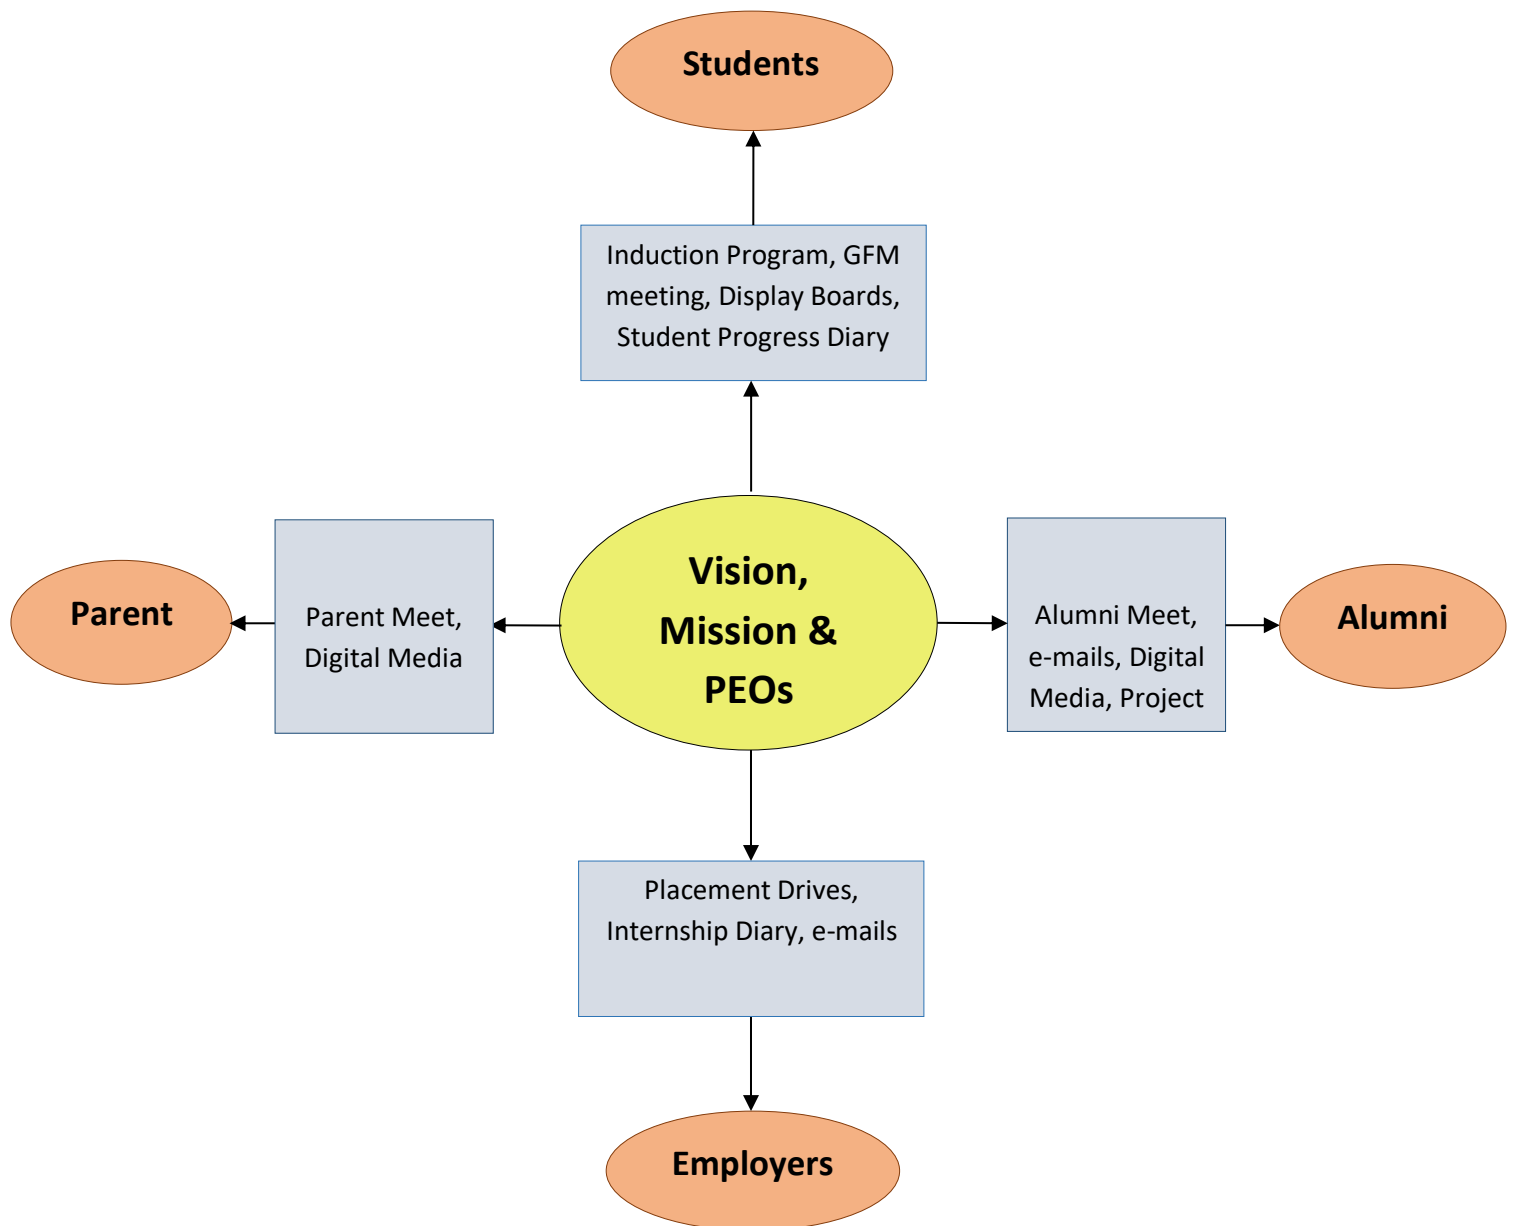 Students
Induction Program, GFM
meeting, Display Boards,
Student Progress Diary
Parent
Parent Meet,
Digital Media
Vision,
Mission &
PEOs
Alumni Meet,
e-mails, Digital
Media, Project
Alumni
Placement Drives,
Internship Diary, e-mails
Employers